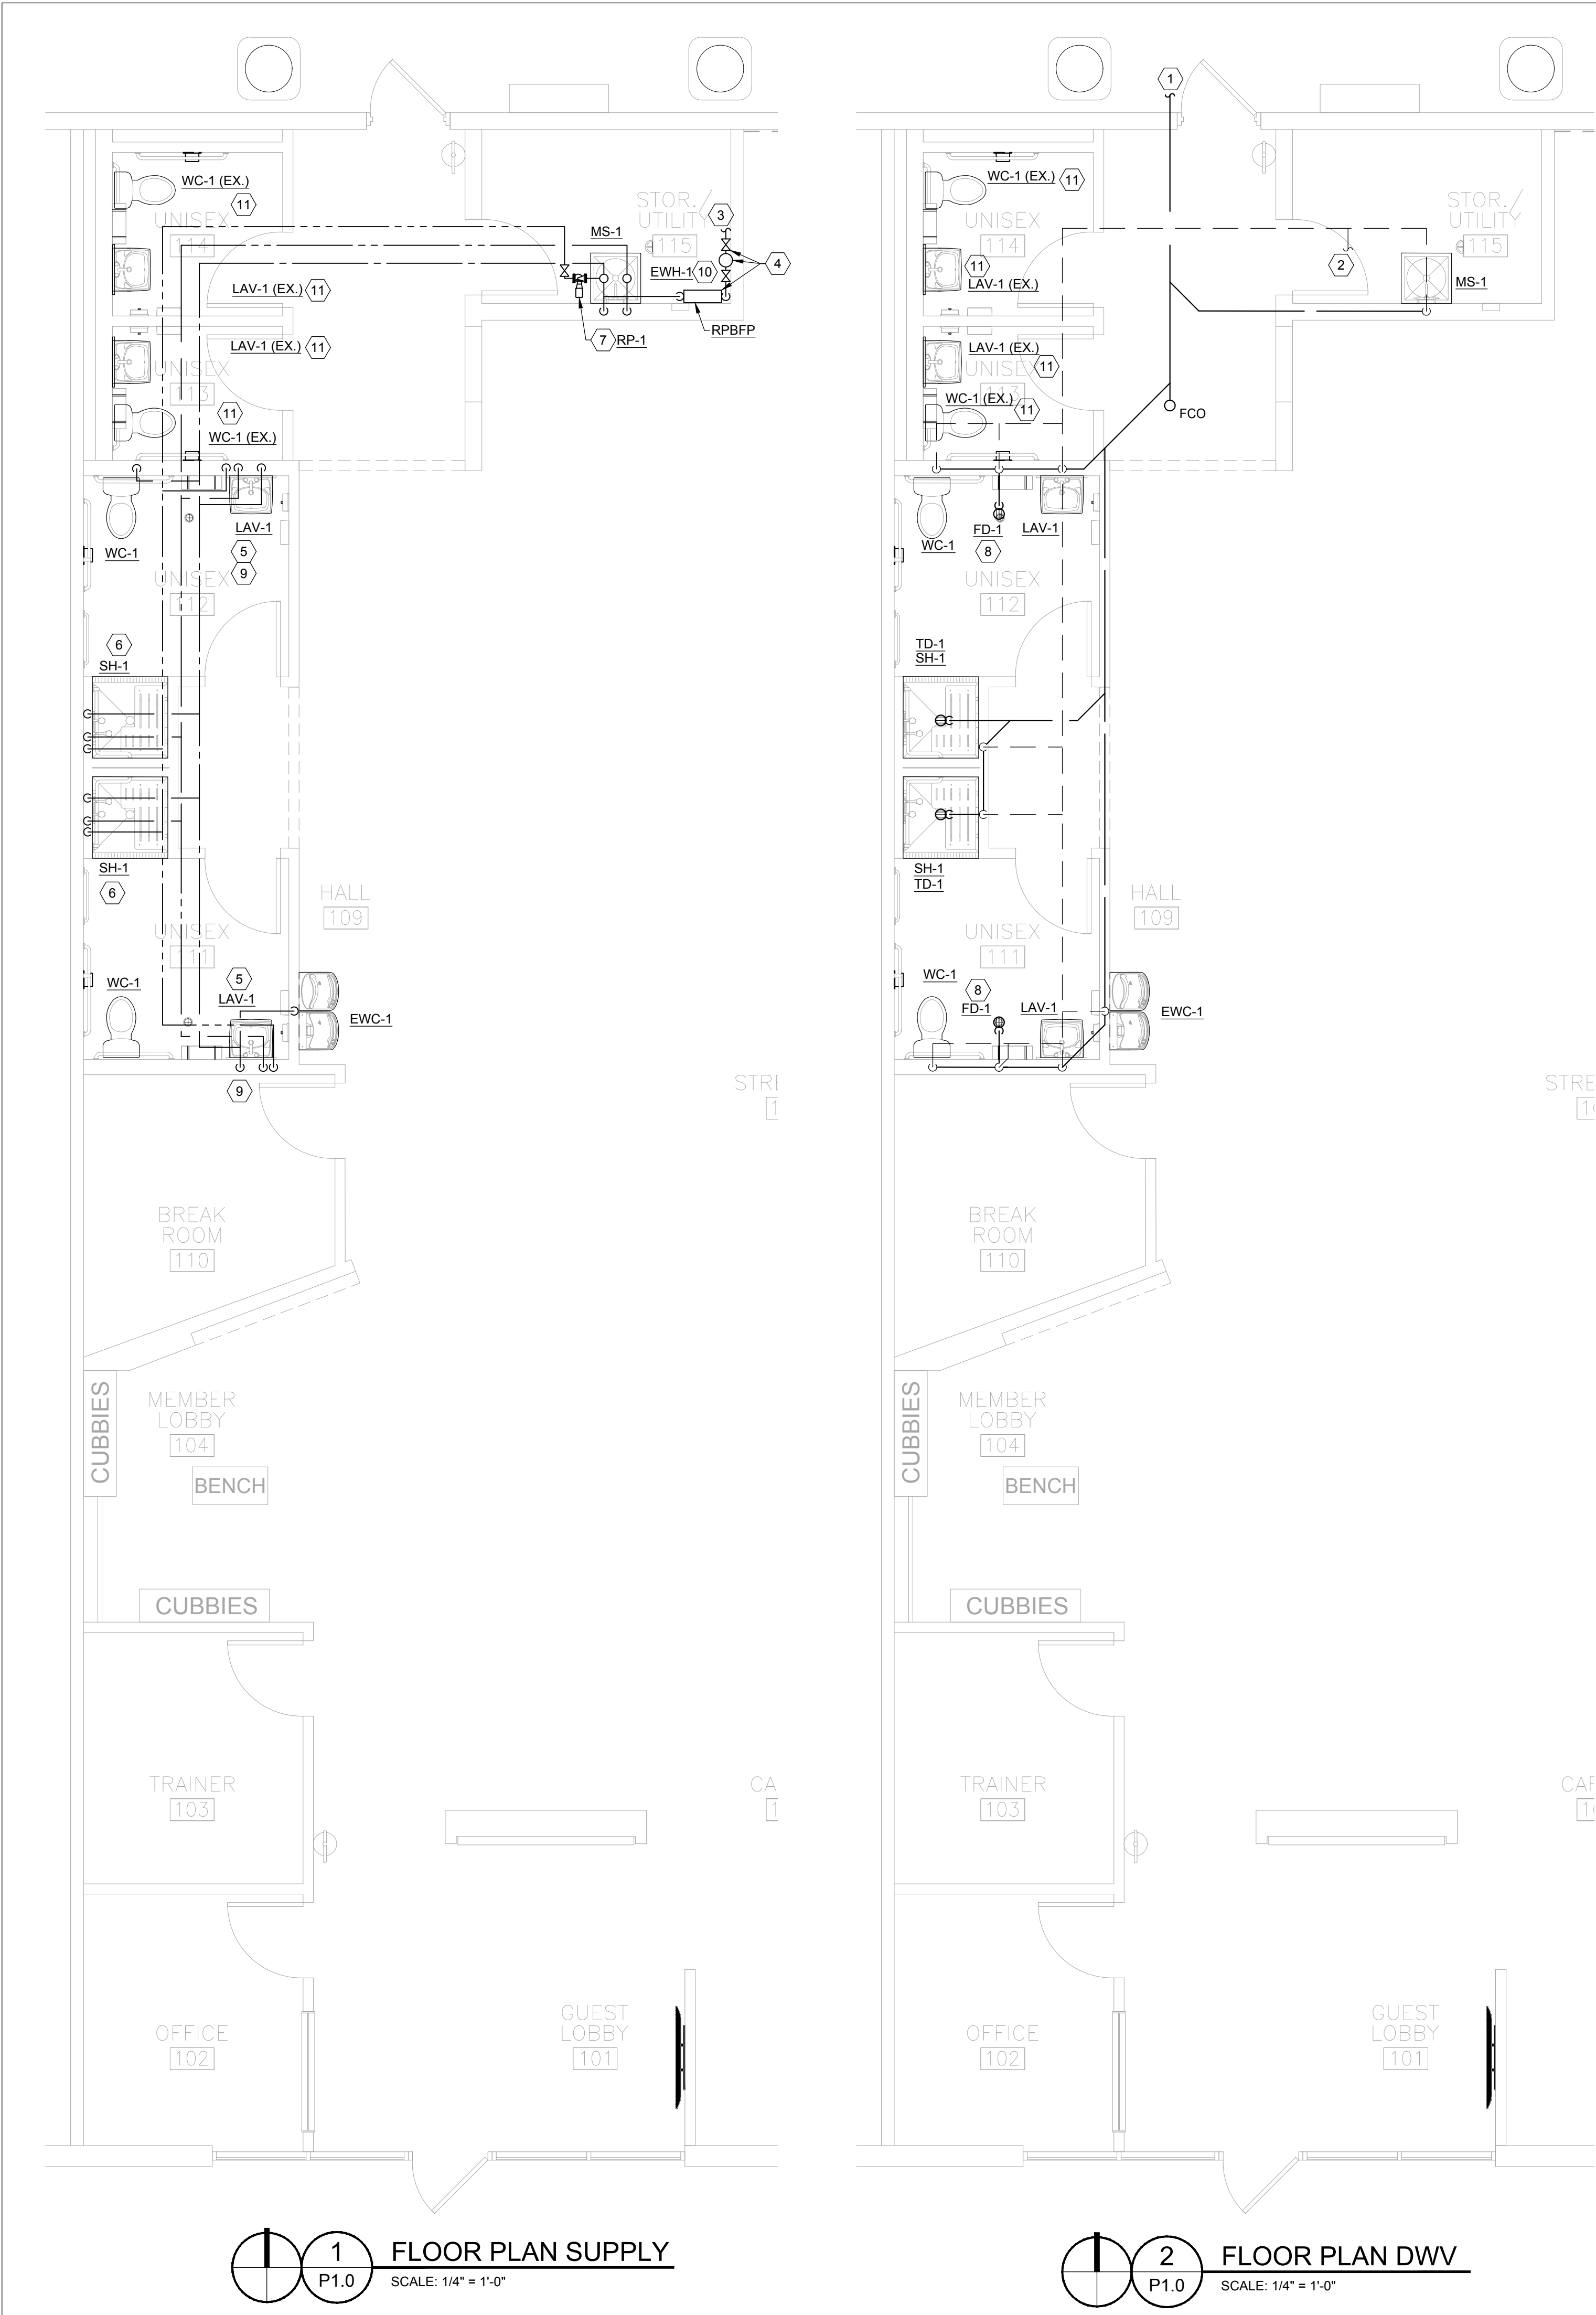 WC-1 (EX.)
11
UNISEX
114
STOR./
UTILITY
115
3
MS-1
EWH-1
10
4
LAV-1 (EX.)
11
RPBFP
7
RP-1
LAV-1 (EX.)
11
UNISEX
113
11
WC-1 (EX.)
LAV-1
WC-1
5
9
UNISEX
112
6
SH-1
SH-1
6
HALL
109
UNISEX
111
WC-1
5
LAV-1
EWC-1
9
BREAK
ROOM
110
MEMBER
LOBBY
104
CUBBIES
BENCH
CUBBIES
TRAINER
103
OFFICE
102
GUEST
LOBBY
101
1
P1.0
FLOOR PLAN SUPPLY
SCALE: 1/4" = 1'-0"
1
WC-1 (EX.)
11
UNISEX
114
STOR./
UTILITY
115
2
MS-1
11
LAV-1 (EX.)
LAV-1 (EX.)
11
UNISEX
113
WC-1 (EX.)
11
FCO
FD-1
LAV-1
WC-1
8
UNISEX
112
TD-1
SH-1
SH-1
TD-1
HALL
109
UNISEX
111
WC-1
8
FD-1
LAV-1
EWC-1
BREAK
ROOM
110
MEMBER
LOBBY
104
CUBBIES
BENCH
CUBBIES
TRAINER
103
OFFICE
102
GUEST
LOBBY
101
2
P1.0
FLOOR PLAN DWV
SCALE: 1/4" = 1'-0"